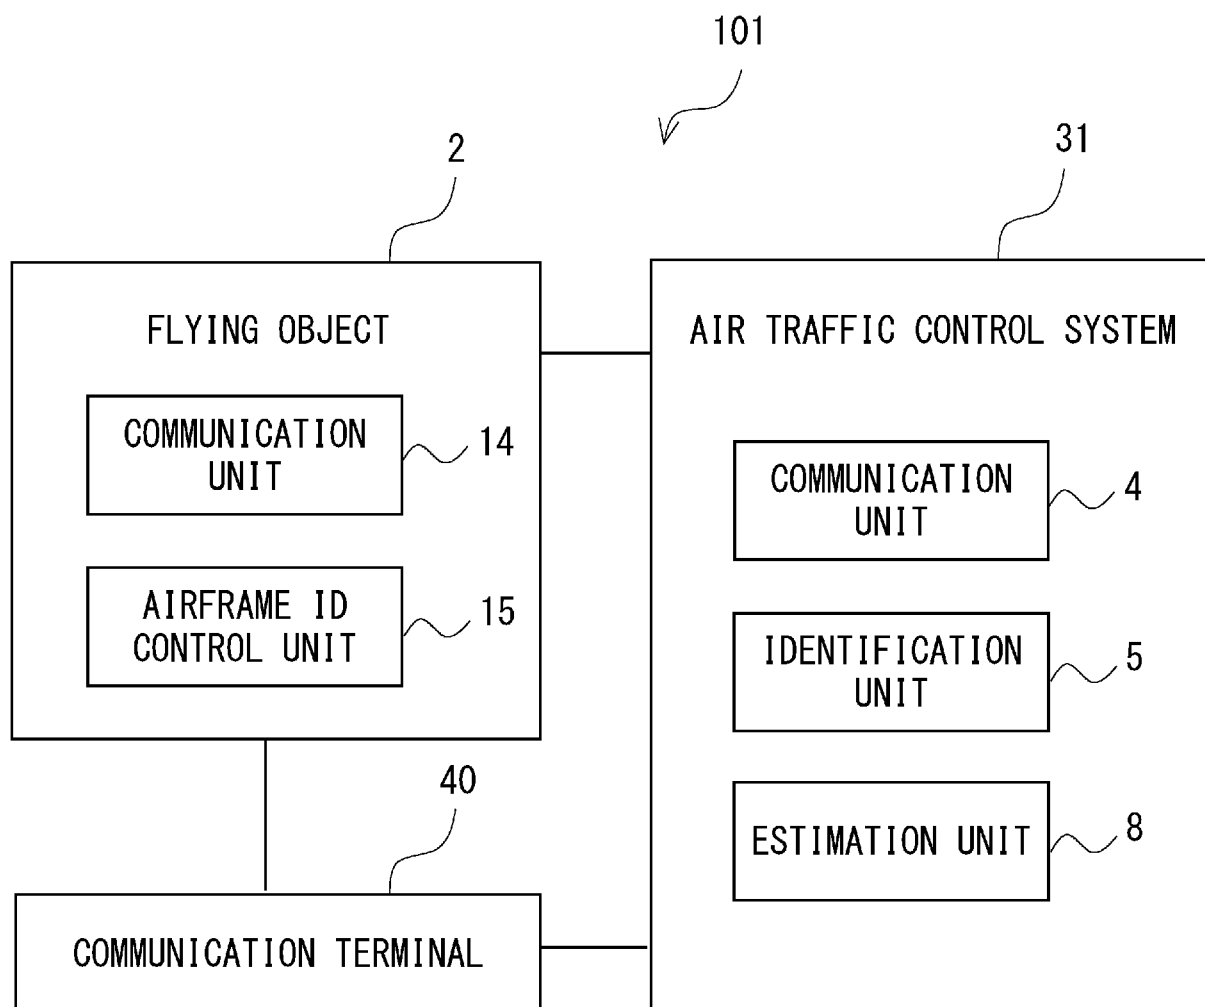 101
2
31
FLYING OBJECT
AIR TRAFFIC CONTROL SYSTEM
COMMUNICATION
UNIT
14
COMMUNICATION
UNIT
4
AIRFRAME ID
CONTROL UNIT
15
IDENTIFICATION
UNIT
5
40
ESTIMATION UNIT
8
COMMUNICATION TERMINAL